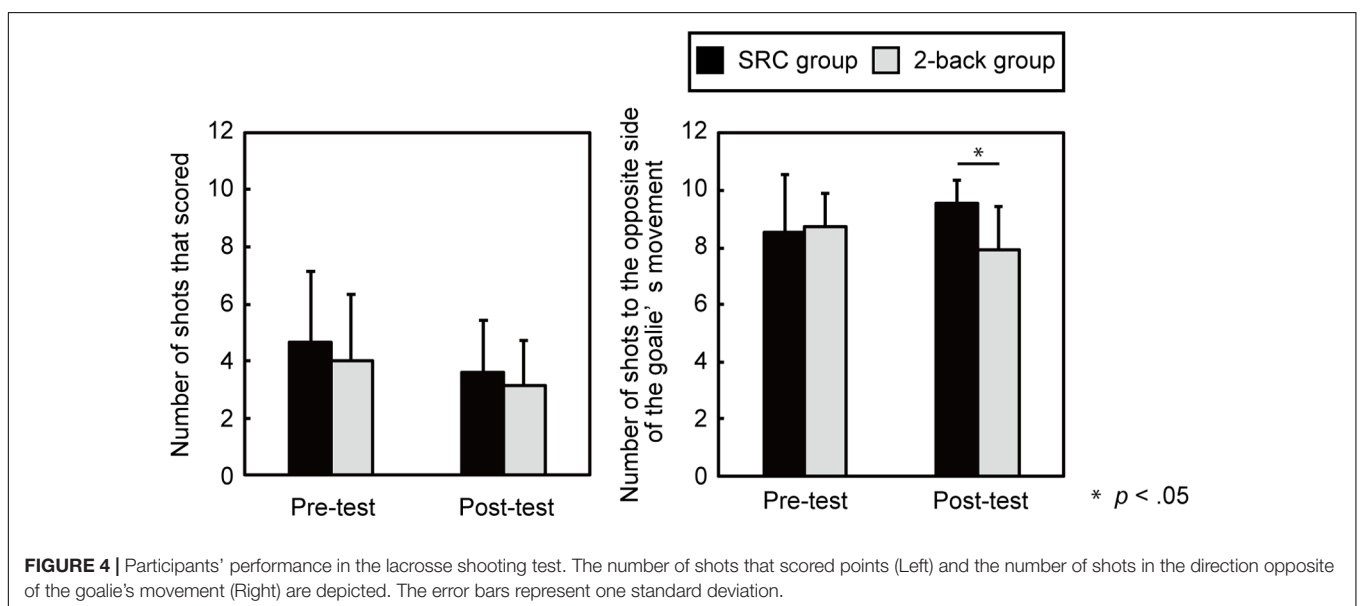 SRC group 2-back group
Number of shots that scored
12
10
8
6
4
2
0
Pre-test Post-test
Number of shots to the opposite side
of the goalie’ s movement
12
10
8
6
4
2
0
*
Pre-test Post-test
* p < .05
FIGURE 4 | Participants’ performance in the lacrosse shooting test. The number of shots that scored points (Left) and the number of shots in the direction opposite
of the goalie’s movement (Right) are depicted. The error bars represent one standard deviation.